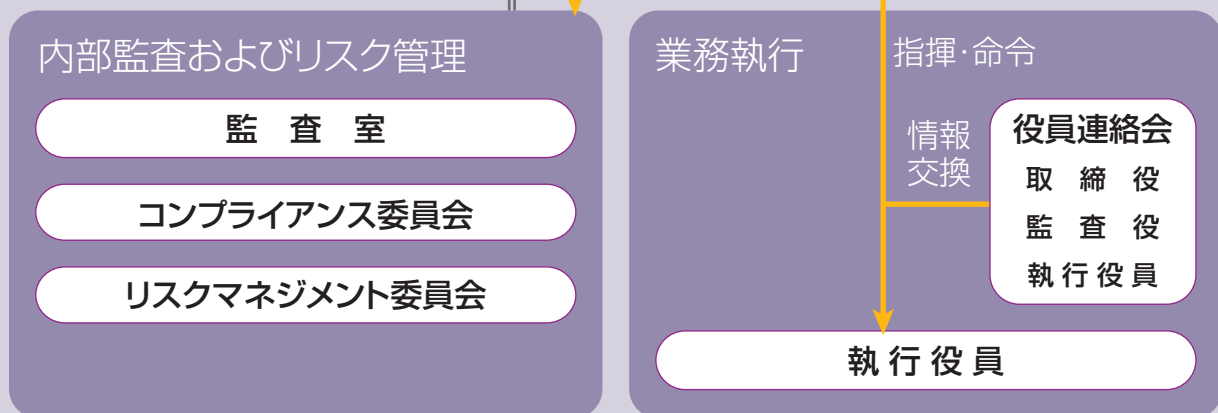 内部監査およびリスク管理
監査室
コンプライアンス委員会
リスクマネジメント委員会
業務執行
指揮・命令
情報
交換
役員連絡会
取締役
監査役
執行役員
執行役員